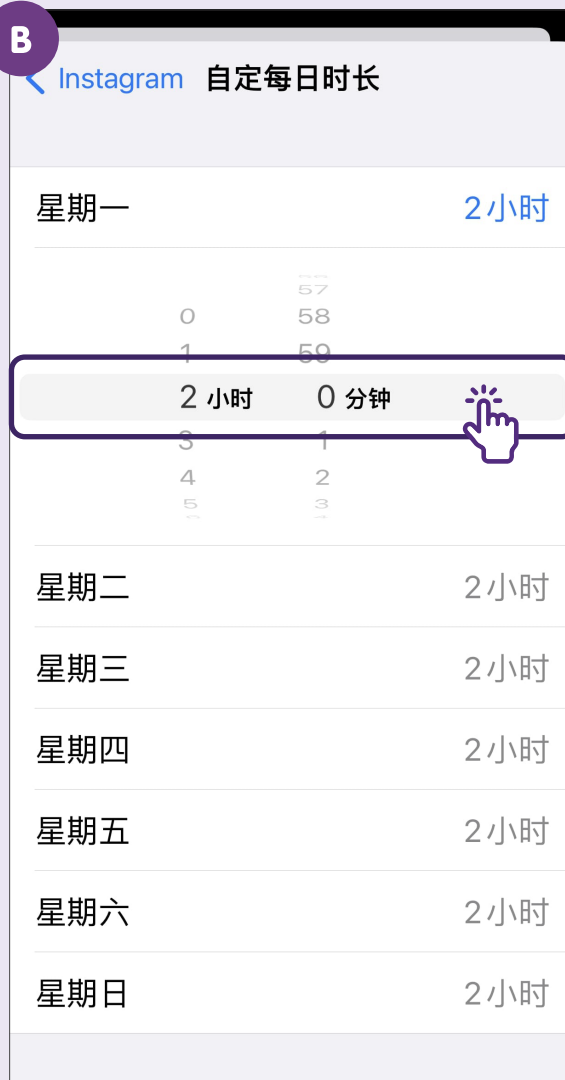 B
Instagram 自定每日时长
星期一 2小时
57
0 58
1 59
2 小时 0 分钟
3 1
4 2
5 3
星期二 2小时
星期三 2小时
星期四 2小时
星期五 2小时
星期六 2小时
星期日 2小时